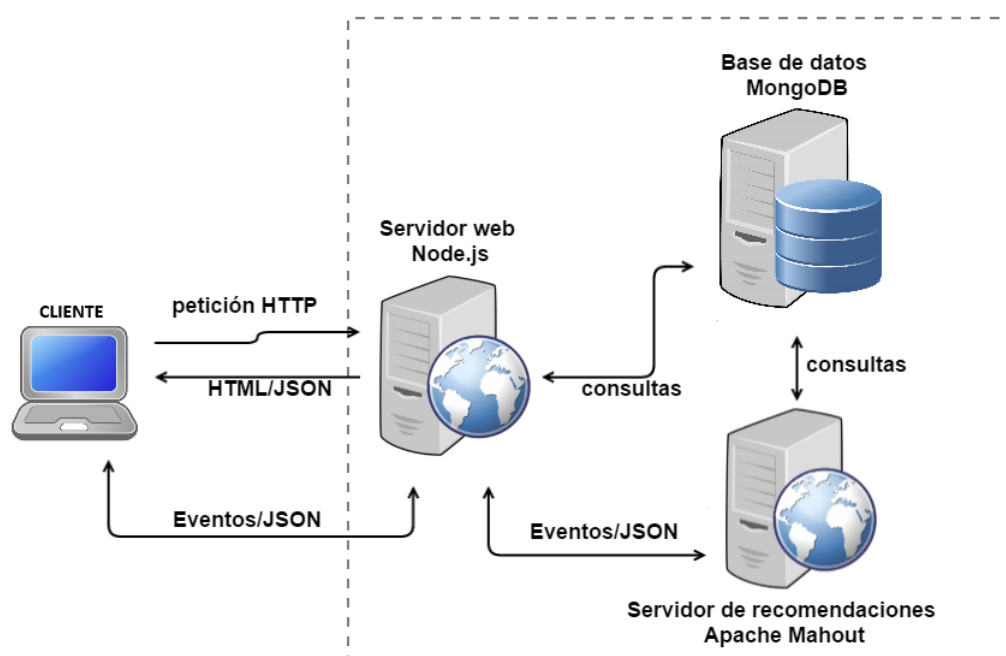 Base de datos
MongoDB
Servidor web
Node.js
CLIENTE
petición HTTP
HTML/JSON
consultas
consultas
Eventos/JSON
Eventos/JSON
Servidor de recomendaciones
Apache Mahout